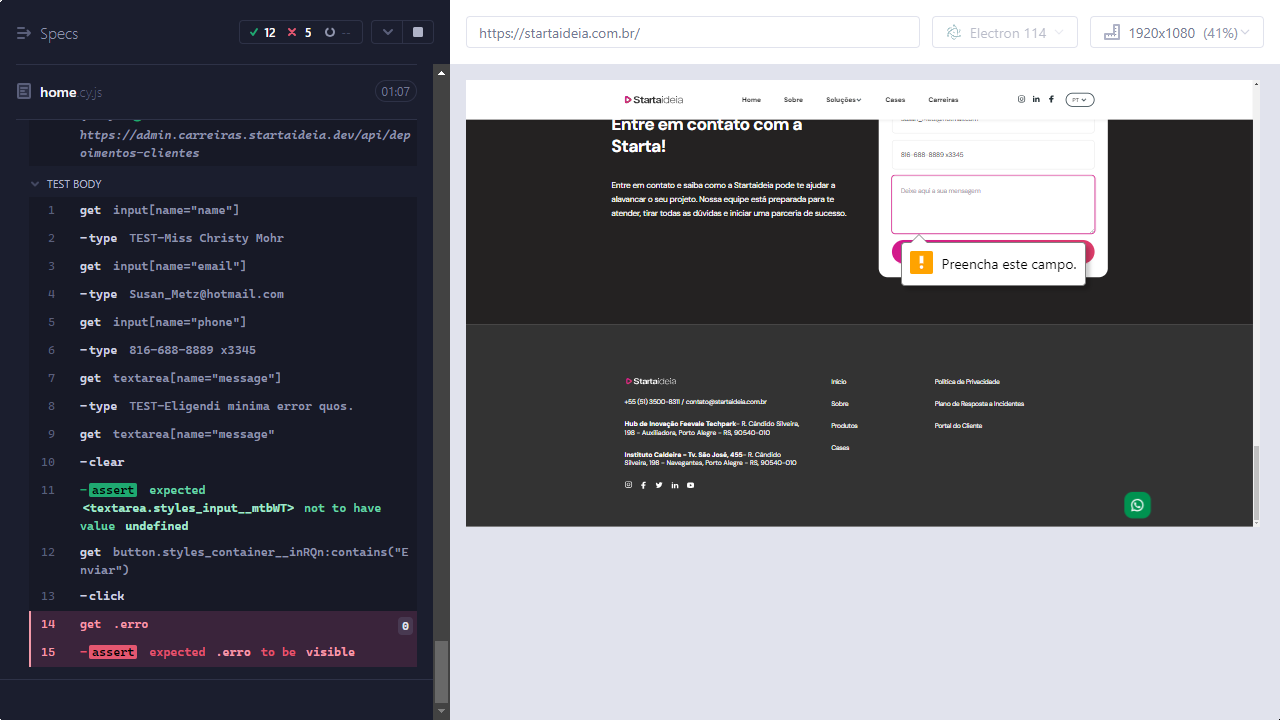 Specs
12
5
--
home.cy.js
01:07
https://admin.carreiras.startaideia.dev/api/dep
oimentos-clientes
TEST BODY
1 get input[name="name"]
2 -type TEST-Miss Christy Mohr
3 get input[name="email"]
4 -type Susan_Metz@hotmail.com
5 get input[name="phone"]
6 -type 816-688-8889 x3345
7 get textarea[name="message"]
8 -type TEST-Eligendi minima error quos.
9 get textarea[name="message"
10 -clear
11 -assert expected
<textarea.styles_input__mtbWT> not to have
value undefined
12 get button.styles_container__inRQn:contains("E
nviar")
13 -click
14 get .erro 0
15 -assert expected .erro to be visible
https://startaideia.com.br/
Electron 114
1920x1080 (41%)
Startaideia
Home
Sobre
Soluções
Cases
Carreiras
PT
Entre em contato com a
Starta!
Entre em contato e saiba como a Startaideia pode te ajudar a
alavancar o seu projeto. Nossa equipe está preparada para te
atender, tirar todas as dúvidas e iniciar uma parceria de sucesso.
816-688-8889 x3345
Deixe aqui a sua mensagem
Preencha este campo.
Startaideia
+55 (51) 3500-8311 / contato@startaideia.com.br
Hub de Inovação Feevale Techpark- R. Cândido Silveira,
198 - Auxiliadora, Porto Alegre - RS, 90540-010
Instituto Caldeira - Tv. São José, 455- R. Cândido
Silveira, 198 - Navegantes, Porto Alegre - RS, 90540-010
Início
Sobre
Produtos
Cases
Política de Privacidade
Plano de Resposta a Incidentes
Portal do Cliente